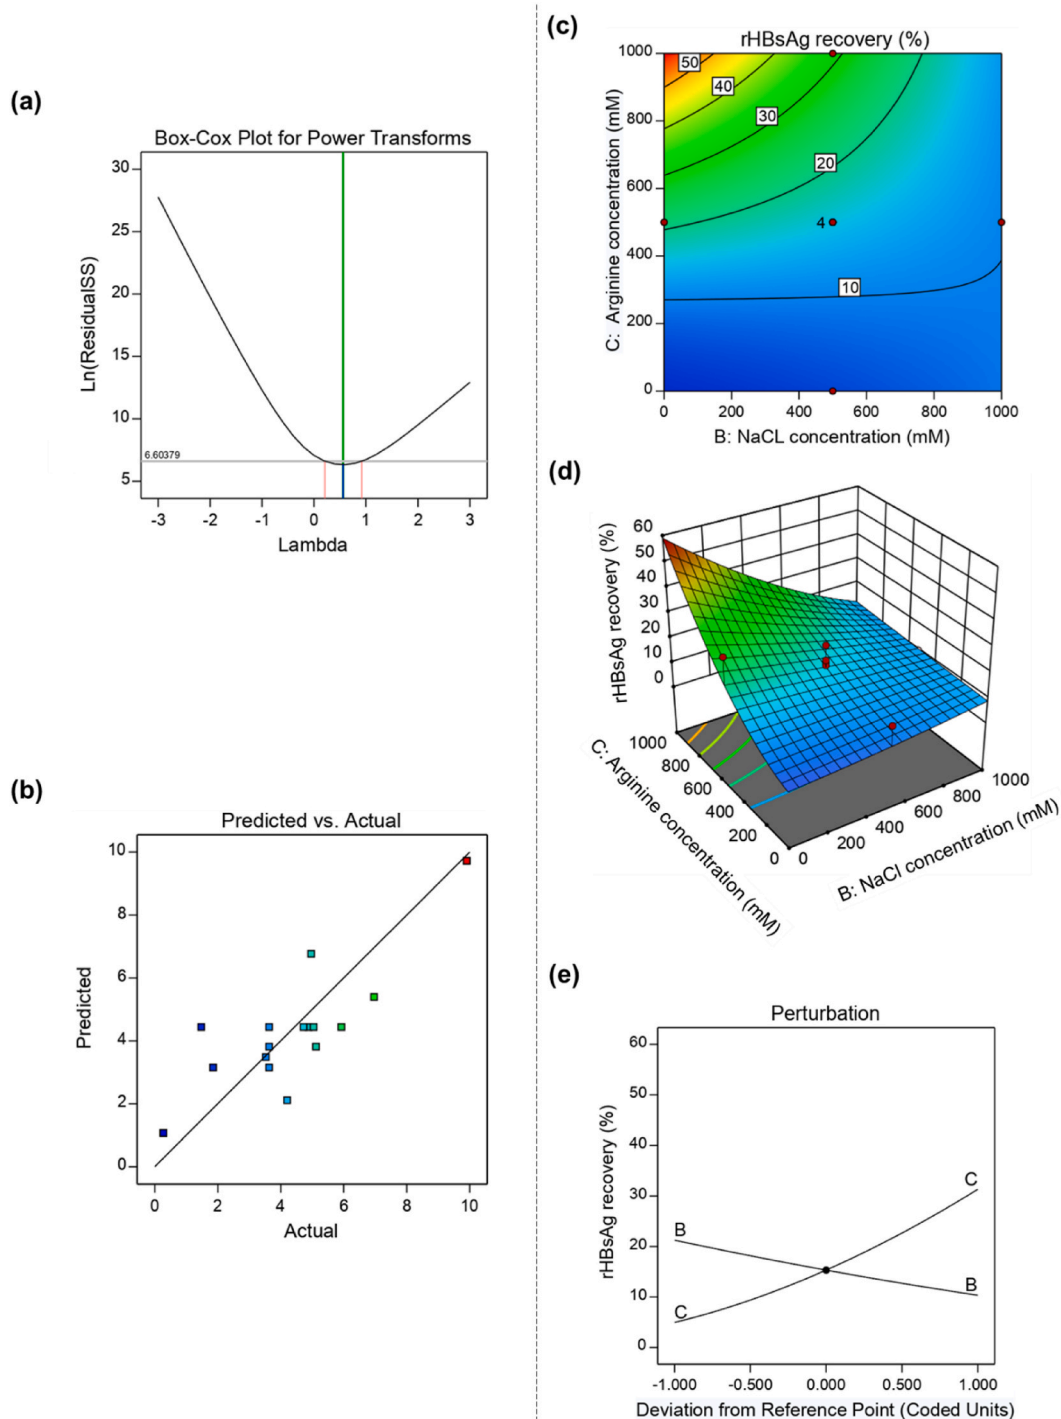 (a)
Box-Cox Plot for Power Transforms
Ln(ResidualSS)
30
25
20
15
10
5
6.60379
-3 -2 -1 0 1 2 3
Lambda
(b)
Predicted vs. Actual
Predicted
10
8
6
4
2
0
0 2 4 6 8 10
Actual
(c)
rHBsAg recovery (%)
C: Arginine concentration (mM)
1000
800
600
400
200
0
50
40
30
20
4
10
0 200 400 600 800 1000
B: NaCL concentration (mM)
(d)
rHBsAg recovery (%)
60
50
40
30
20
10
0
1000
800
600
400
200
0
C: Arginine concentration (mM)
0
200
400
600
800
1000
B: NaCl concentration (mM)
(e)
Perturbation
rHBsAg recovery (%)
60
50
40
30
20
10
0
B
C
C
B
-1.000 -0.500 0.000 0.500 1.000
Deviation from Reference Point (Coded Units)